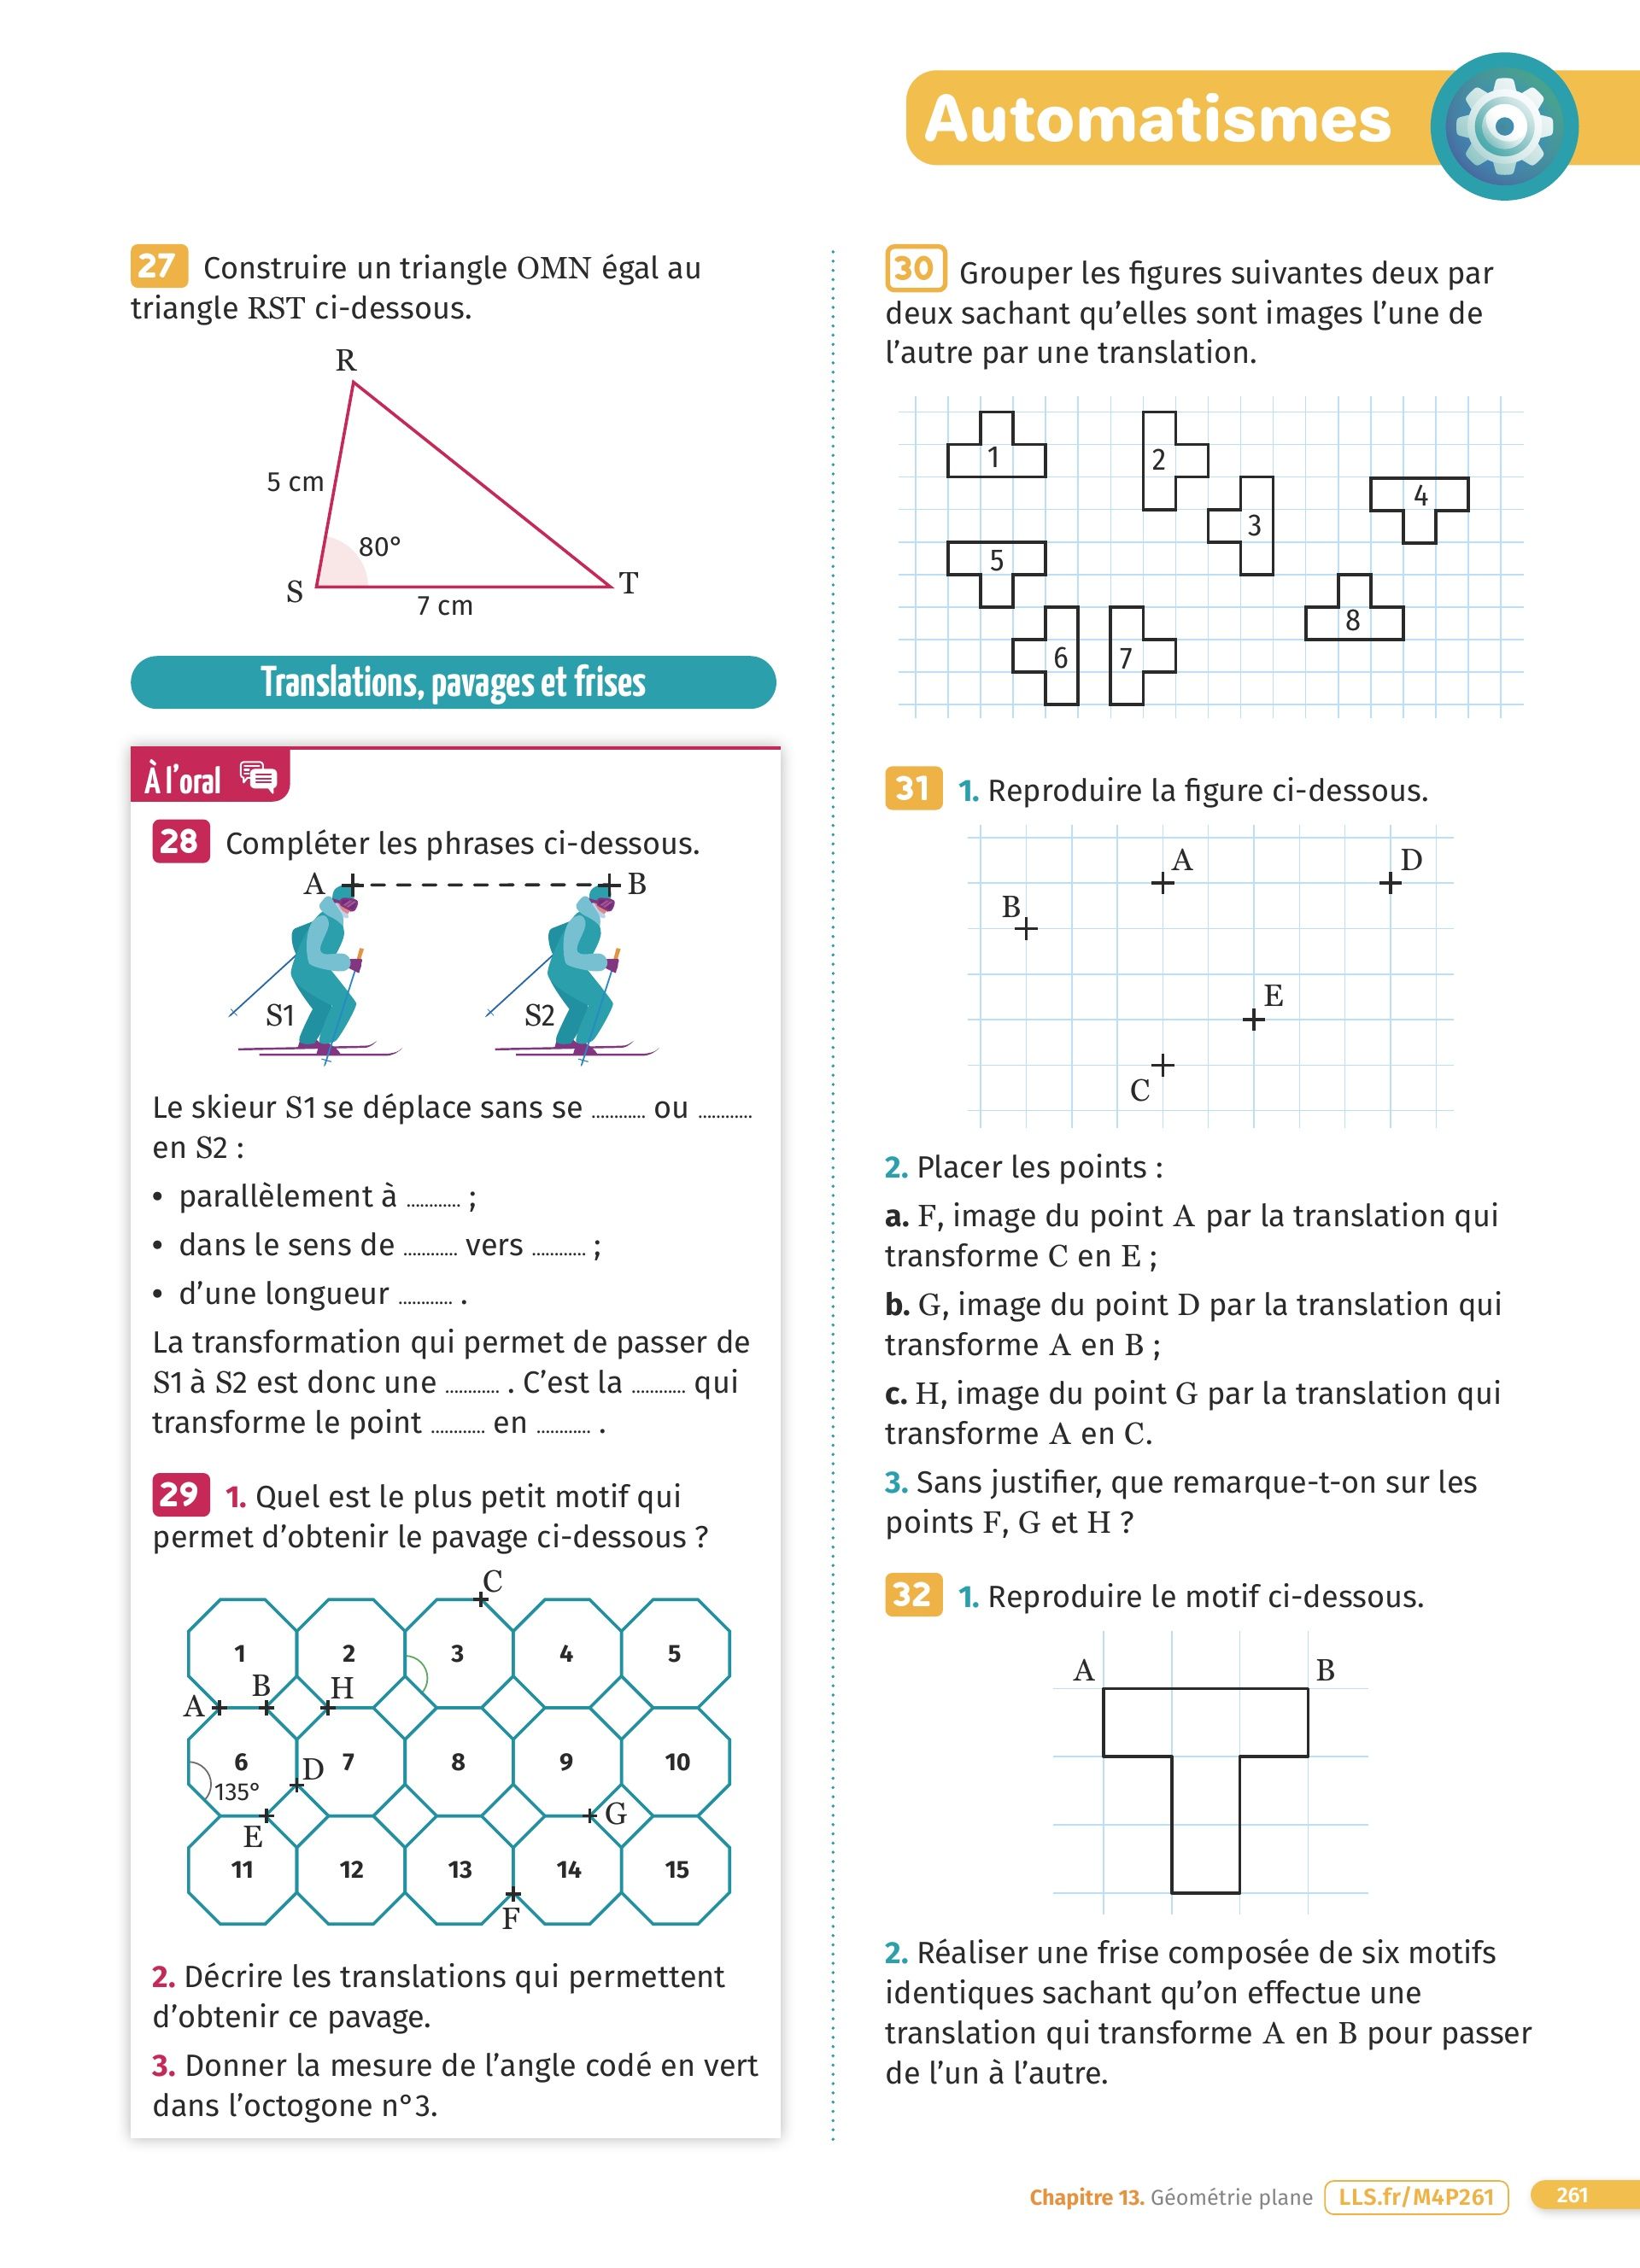 Automatismes
27 Construire un triangle OMN égal au
triangle RST ci-dessous.
R
5 cm
80°
S
T
7 cm
Translations, pavages et frises
À l’oral
28 Compléter les phrases ci-dessous.
A
B
S1
S2
Le skieur S1 se déplace sans se ............ ou ............
en S2 :
• parallèlement à ............ ;
• dans le sens de ............ vers ............ ;
• d’une longueur ............ .
La transformation qui permet de passer de
S1 à S2 est donc une ............ . C’est la ............ qui
transforme le point ............ en ............ .
29 1. Quel est le plus petit motif qui
permet d’obtenir le pavage ci-dessous ?
C
1 2 3 4 5
A B H
6 7 8 9 10
D
135°
E
G
11 12 13 14 15
F
2. Décrire les translations qui permettent
d’obtenir ce pavage.
3. Donner la mesure de l’angle codé en vert
dans l’octogone n°3.
30 Grouper les figures suivantes deux par
deux sachant qu’elles sont images l’une de
l’autre par une translation.
1
2
4
3
5
8
6
7
31 1. Reproduire la figure ci-dessous.
A
D
B
E
C
2. Placer les points :
a. F, image du point A par la translation qui
transforme C en E ;
b. G, image du point D par la translation qui
transforme A en B ;
c. H, image du point G par la translation qui
transforme A en C.
3. Sans justifier, que remarque-t-on sur les
points F, G et H ?
32 1. Reproduire le motif ci-dessous.
A
B
2. Réaliser une frise composée de six motifs
identiques sachant qu’on effectue une
translation qui transforme A en B pour passer
de l’un à l’autre.
Chapitre 13. Géométrie plane LLS.fr/M4P261 261